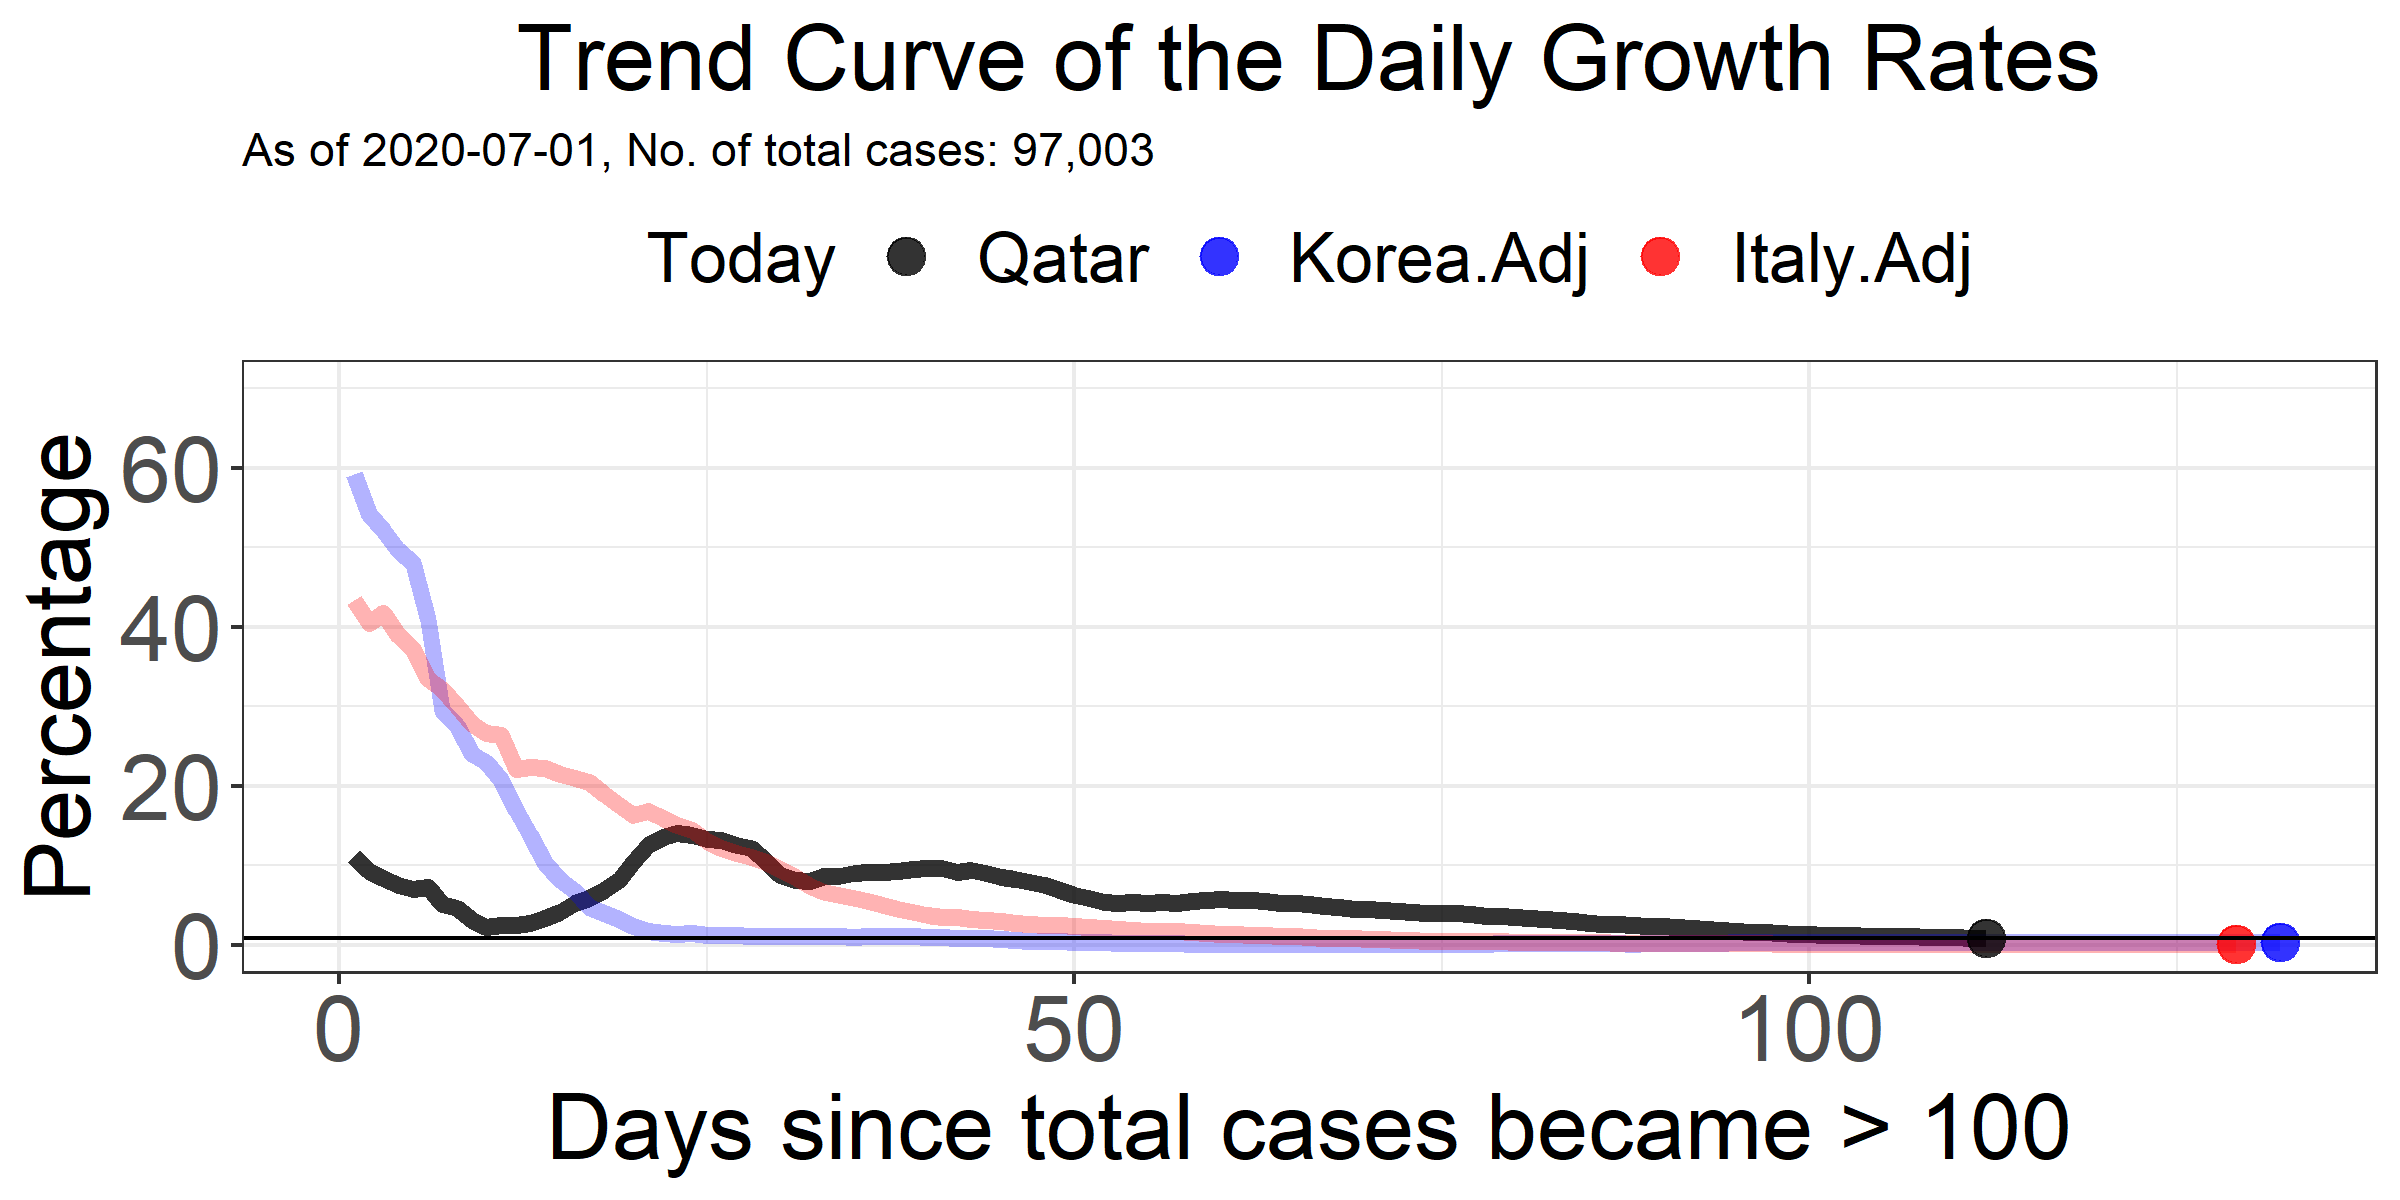 Trend Curve of the Daily Growth Rates
As of 2020-07-01, No. of total cases: 97,003
Today Qatar Korea.Adj Italy.Adj
Percentage
60
40
20
0
0 50 100
Days since total cases became > 100